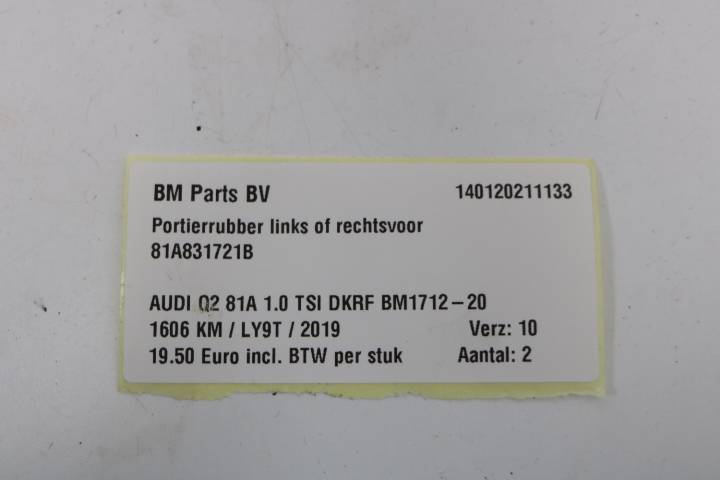 BM Parts BV 140120211133
Portierrubber links of rechtsvoor
81A831721B
AUDI Q2 81A 1.0 TSI DKRF BM1712-20
1606 KM / LY9T / 2019 Verz: 10
19.50 Euro incl. BTW per stuk Aantal: 2